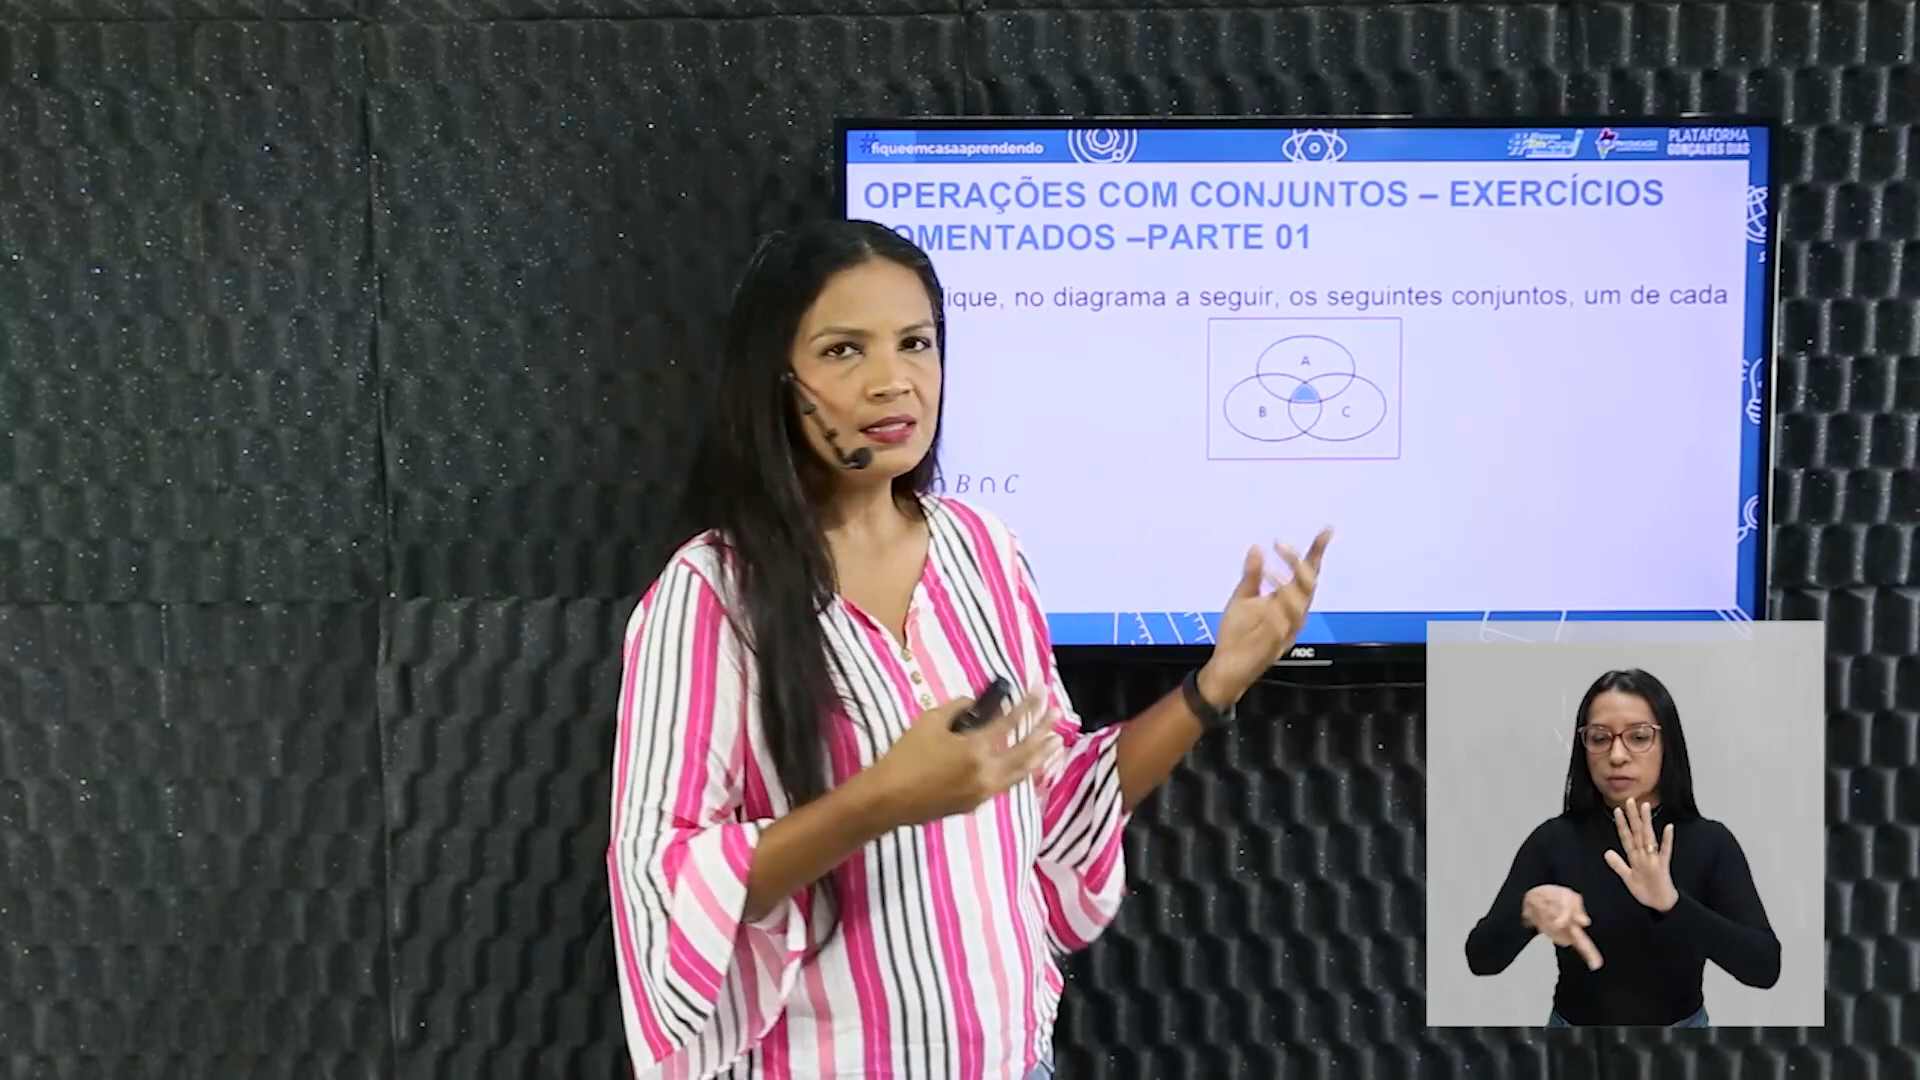 #fiqueemcasaaprendendo
PLATAFORMA
GONÇALVES DIAS
OPERAÇÕES COM CONJUNTOS – EXERCÍCIOS
OMENTADOS –PARTE 01
ique, no diagrama a seguir, os seguintes conjuntos, um de cada
A
B
C
∩ B ∩ C
AOC